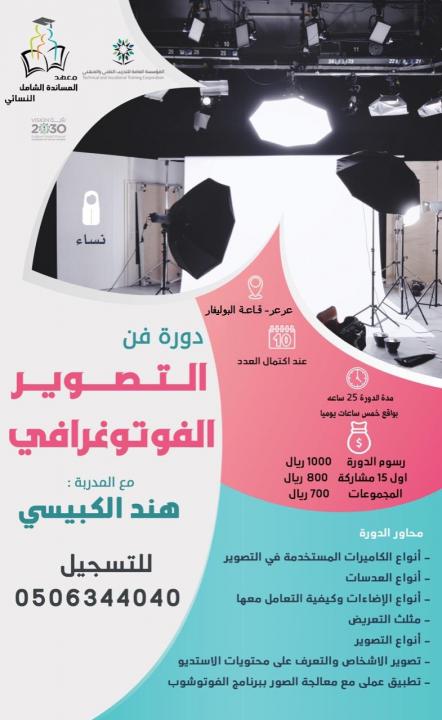 معهد
المساندة الشامل
النسائي
المؤسسة العامة للتدريب التقني والمهني
Technical and Vocational Training Corporation
VISION رؤيـــة
2030
نساء
عرعر- قاعة البوليفار
10
عند اكتمال العدد
مدة الدورة 25 ساعه
بواقع خمس ساعات يوميا
رسوم الدورة 1000 ريال
اول 15 مشاركة 800 ريال
المجموعات 700 ريال
دورة فن
التـصـويـر
الفوتوغرافي
مع المدربة :
هند الكبيسي
للتسجيل
0506344040
محاور الدورة
- أنواع الكاميرات المستخدمة في التصوير
- أنواع العدسات
- أنواع الإضاءات وكيفية التعامل معها
- مثلث التعريض
- أنواع التصوير
- تصوير الاشخاص والتعرف على محتويات الاستديو
- تطبيق عملى مع معالجة الصور ببرنامج الفوتوشوب